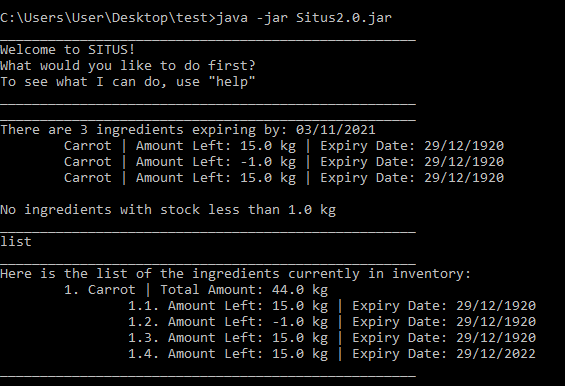 C:\Users\User\Desktop\test>java -jar Situs2.0.jar
____________________________________________________
Welcome to SITUS!
What would you like to do first?
To see what I can do, use "help"
____________________________________________________
____________________________________________________
There are 3 ingredients expiring by: 03/11/2021
        Carrot | Amount Left: 15.0 kg | Expiry Date: 29/12/1920
        Carrot | Amount Left: -1.0 kg | Expiry Date: 29/12/1920
        Carrot | Amount Left: 15.0 kg | Expiry Date: 29/12/1920

No ingredients with stock less than 1.0 kg
____________________________________________________
list
____________________________________________________
Here is the list of the ingredients currently in inventory:
        1. Carrot | Total Amount: 44.0 kg
                1.1. Amount Left: 15.0 kg | Expiry Date: 29/12/1920
                1.2. Amount Left: -1.0 kg | Expiry Date: 29/12/1920
                1.3. Amount Left: 15.0 kg | Expiry Date: 29/12/1920
                1.4. Amount Left: 15.0 kg | Expiry Date: 29/12/2022
____________________________________________________